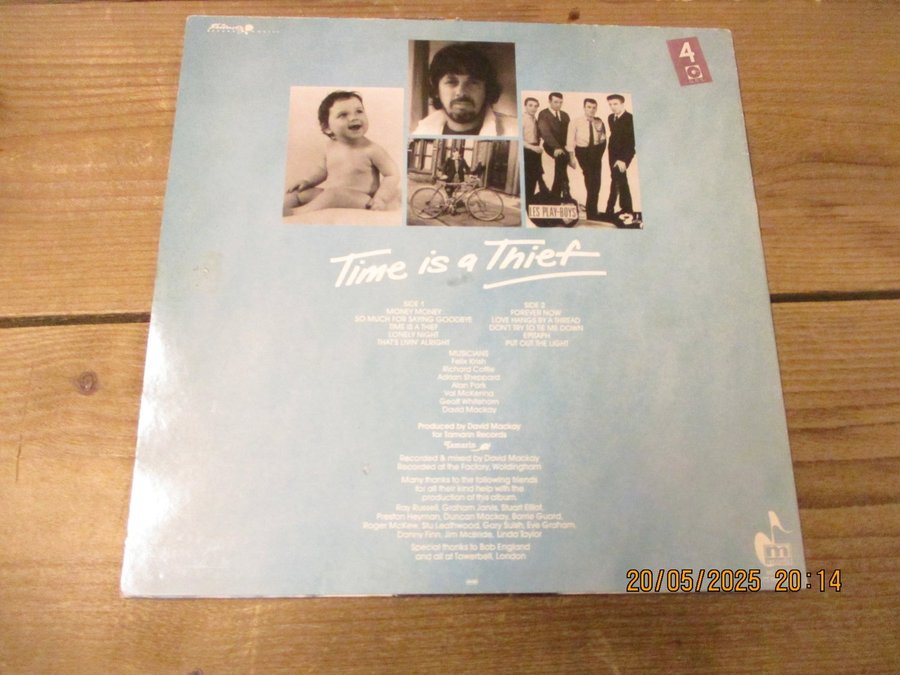 4
LES PLAY-BOYS
Time is a Thief
SIDE 1
MONEY MONEY
SO MUCH FOR SAYING GOODBYE
TIME IS A THIEF
LONELY NIGHT
THAT'S LIVIN' ALRIGHT
SIDE 2
FOREVER NOW
LOVE HANGS BY A THREAD
DON'T TRY TO TIE ME DOWN
EPITAPH
PUT OUT THE LIGHT
MUSICIANS
Felix Krish
Richard Cottle
Adrian Sheppard
Alan Park
Val McKenna
Geoff Whitehorn
David Mackay
Produced by David Mackay
for Tamarin Records
Tamarin
Recorded & mixed by David Mackay
Recorded at the Factory, Woldingham
Many thanks to the following friends
for all their kind help with the
production of this album.
Ray Russell, Graham Jarvis, Stuart Elliot,
Preston Heyman, Duncan Mackay, Barrie Guard,
Roger McKew, Stu Leathwood, Gary Sulsh, Eve Graham,
Danny Finn, Jim McBride, Linda Taylor
Special thanks to Bob England
and all at Towerbell, London
m
20/05/2025 20:14